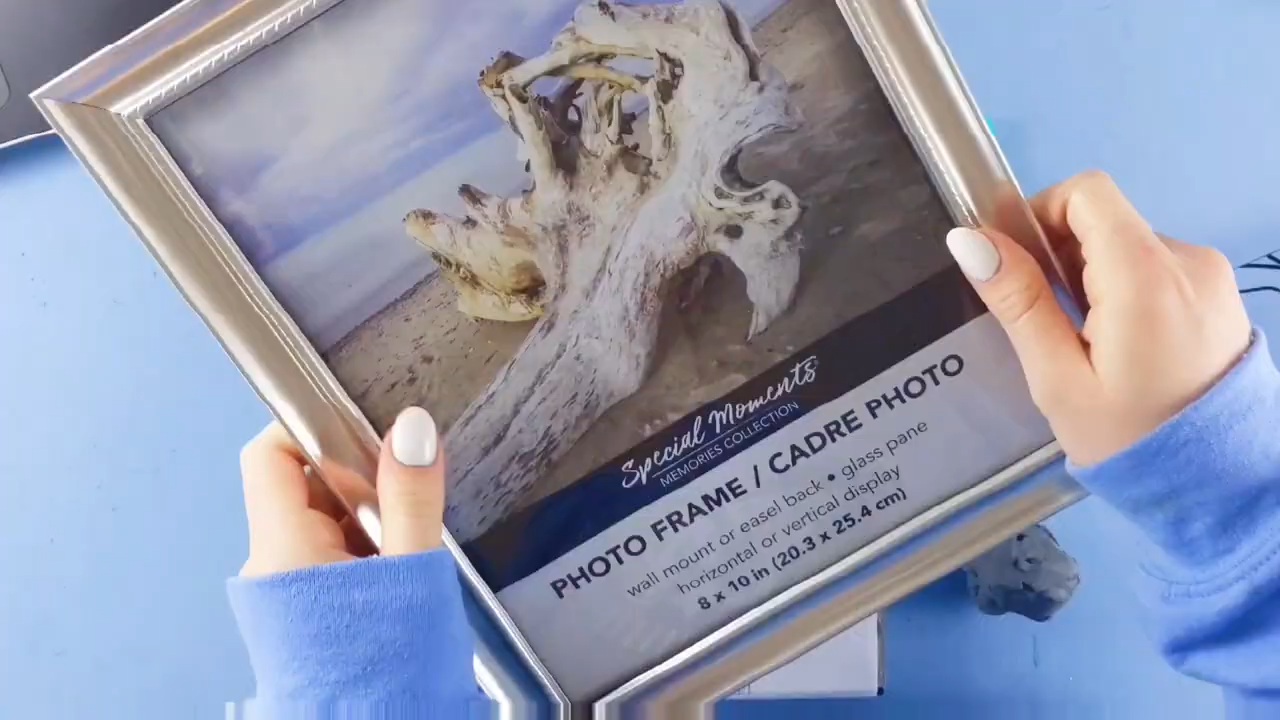 Special Moments
MEMORIES COLLECTION
PHOTO FRAME / CADRE PHOTO
wall mount or easel back • glass pane
horizontal or vertical display
8 x 10 in (20.3 x 25.4 cm)